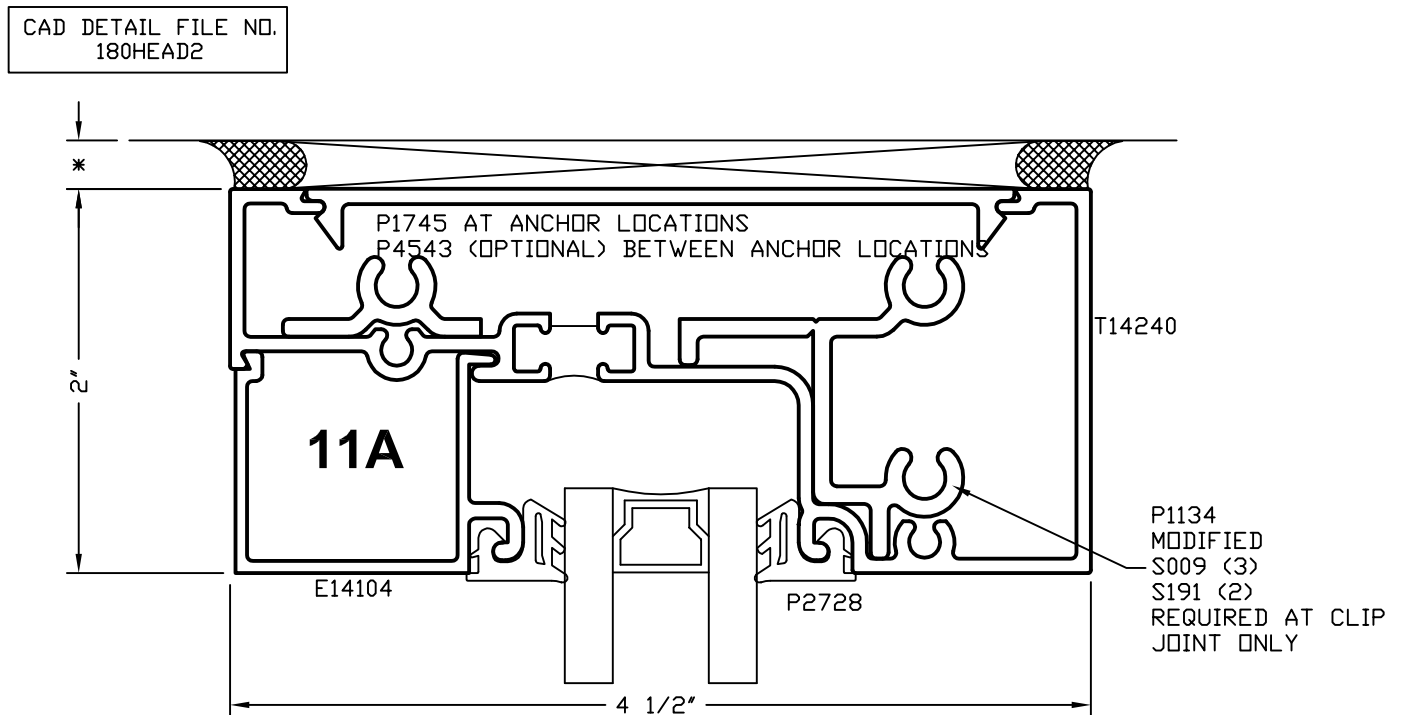 CAD DETAIL FILE NO.
180HEAD2
*
P1745 AT ANCHOR LOCATIONS
P4543 (OPTIONAL) BETWEEN ANCHOR LOCATIONS
T14240
2"
11A
P1134
MODIFIED
S009 (3)
S191 (2)
REQUIRED AT CLIP
JOINT ONLY
E14104
P2728
4 1/2"